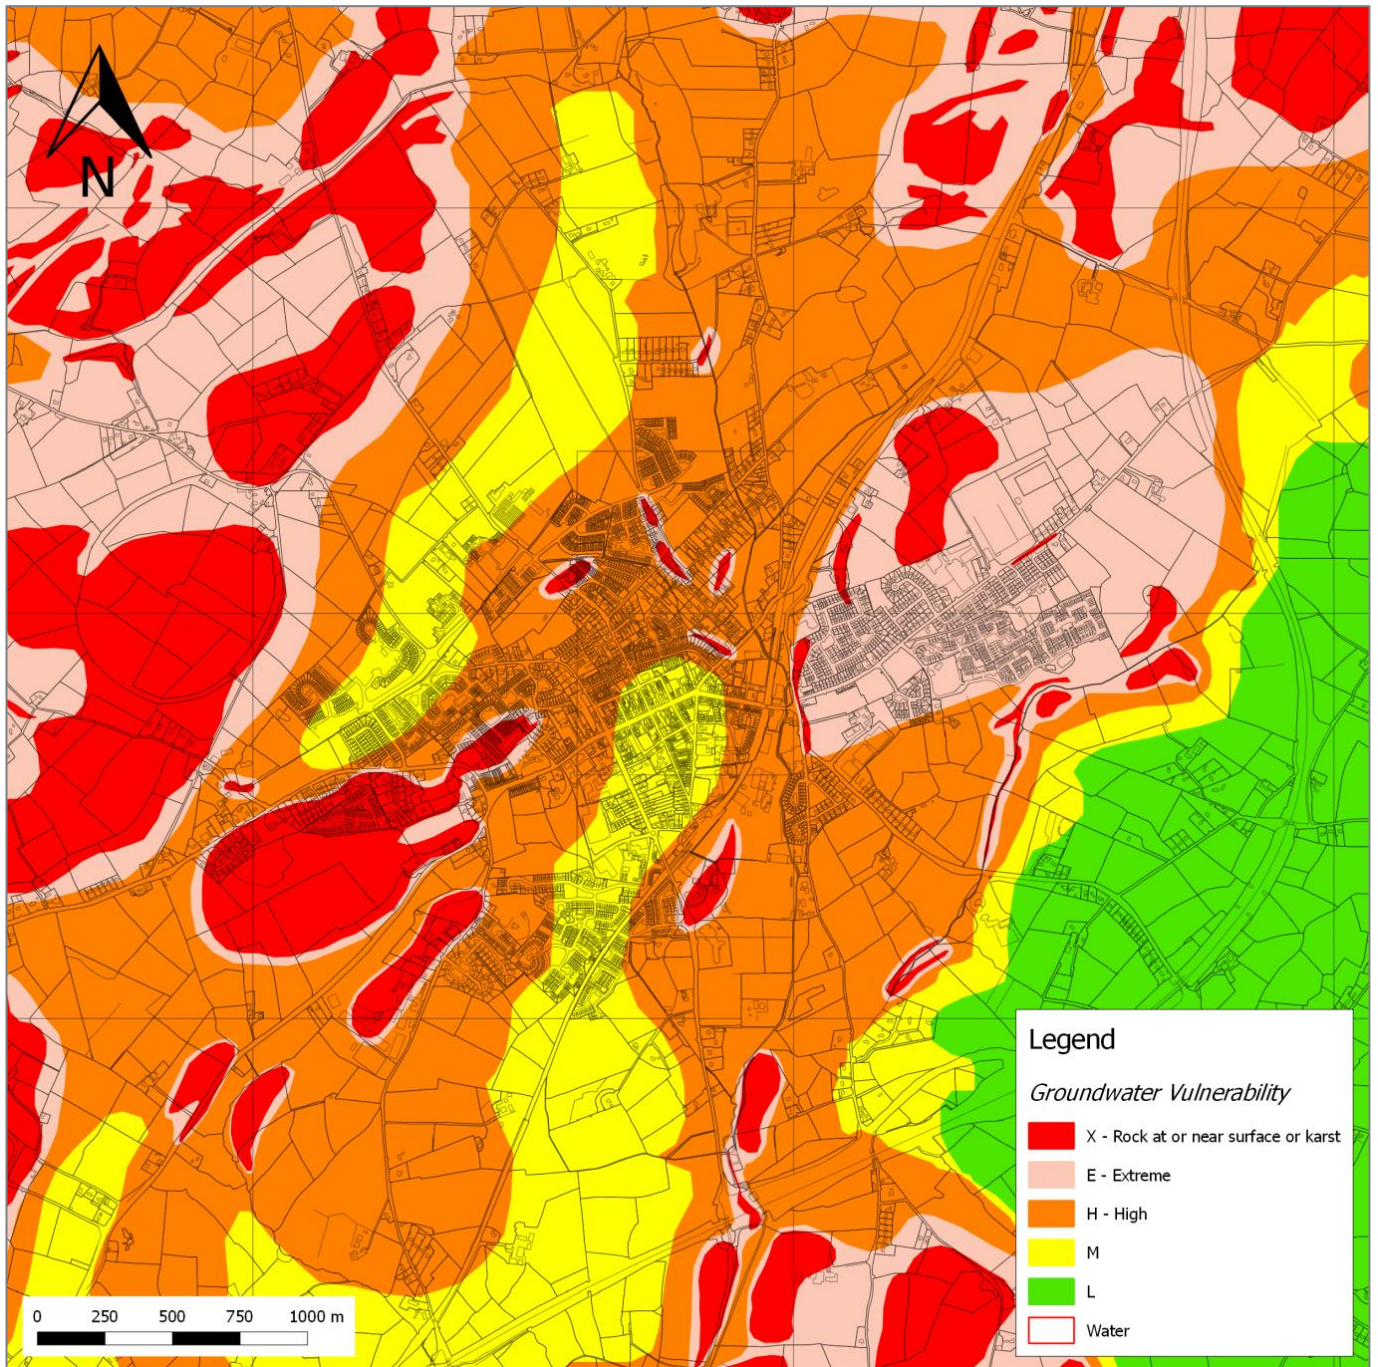 N
Legend
Groundwater Vulnerability
X - Rock at or near surface or karst
E - Extreme
H - High
M
L
Water
0 250 500 750 1000 m